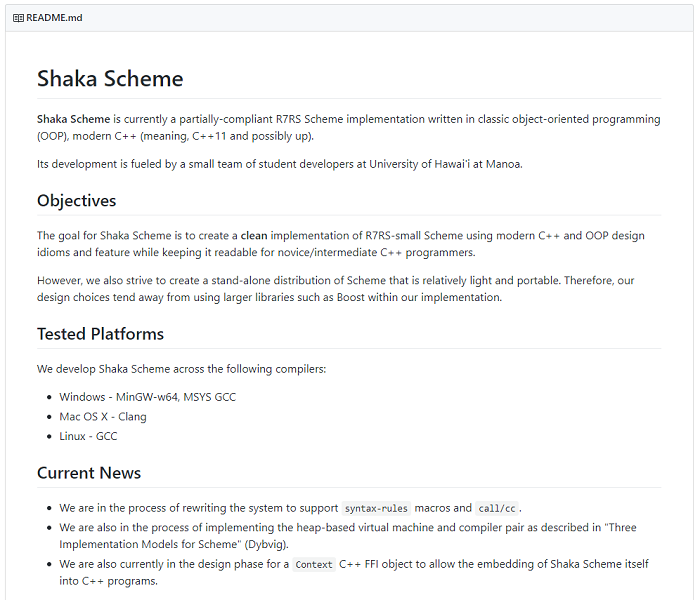 README.md
Shaka Scheme
Shaka Scheme is currently a partially-compliant R7RS Scheme implementation written in classic object-oriented programming
(OOP), modern C++ (meaning, C++11 and possibly up).
Its development is fueled by a small team of student developers at University of Hawai'i at Manoa.
Objectives
The goal for Shaka Scheme is to create a clean implementation of R7RS-small Scheme using modern C++ and OOP design
idioms and feature while keeping it readable for novice/intermediate C++ programmers.
However, we also strive to create a stand-alone distribution of Scheme that is relatively light and portable. Therefore, our
design choices tend away from using larger libraries such as Boost within our implementation.
Tested Platforms
We develop Shaka Scheme across the following compilers:
• Windows - MinGW-w64, MSYS GCC
• Mac OS X - Clang
• Linux - GCC
Current News
• We are in the process of rewriting the system to support syntax-rules macros and call/cc.
• We are also in the process of implementing the heap-based virtual machine and compiler pair as described in "Three
Implementation Models for Scheme" (Dybvig).
• We are also currently in the design phase for a Context C++ FFI object to allow the embedding of Shaka Scheme itself
into C++ programs.